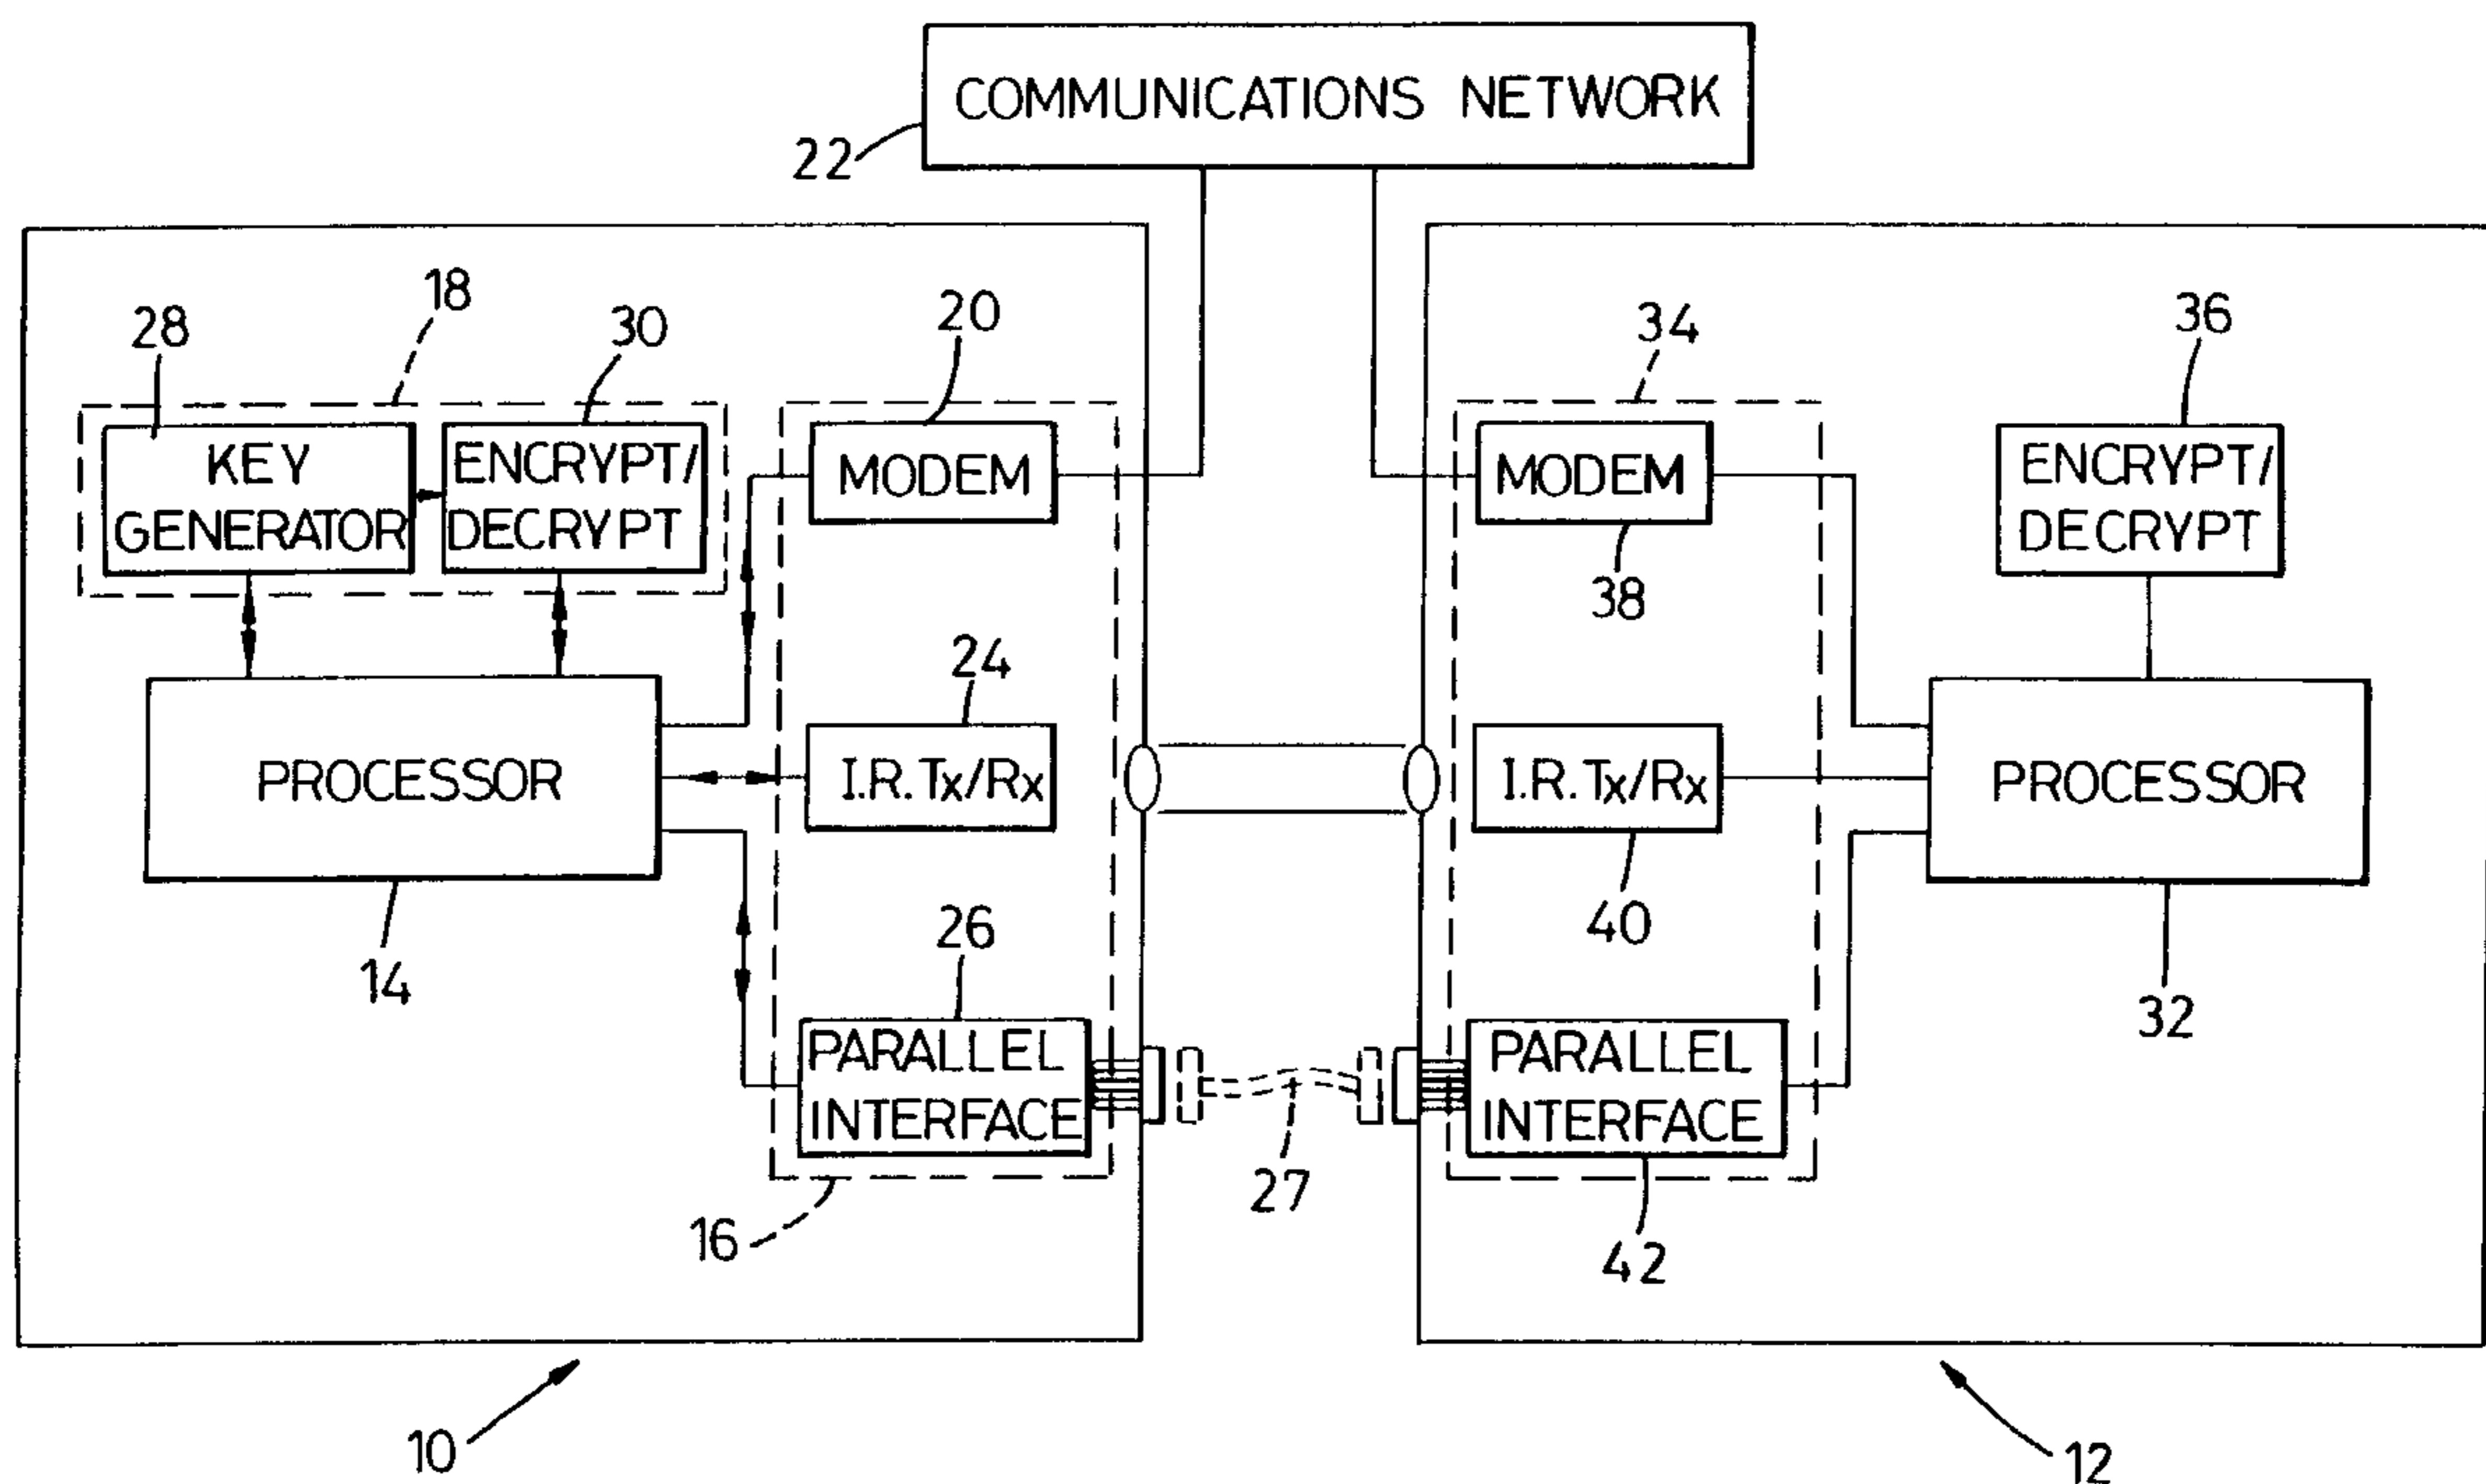 COMMUNICATIONS NETWORK
22
18
28
30
20
34
36
KEY
GENERATOR
ENCRYPT/
DECRYPT
MODEM
MODEM
38
ENCRYPT/
DECRYPT
24
PROCESSOR
14
I.R. Tx/Rx
I.R. Tx/Rx
40
PROCESSOR
32
26
PARALLEL
INTERFACE
16
27
PARALLEL
INTERFACE
42
10
12